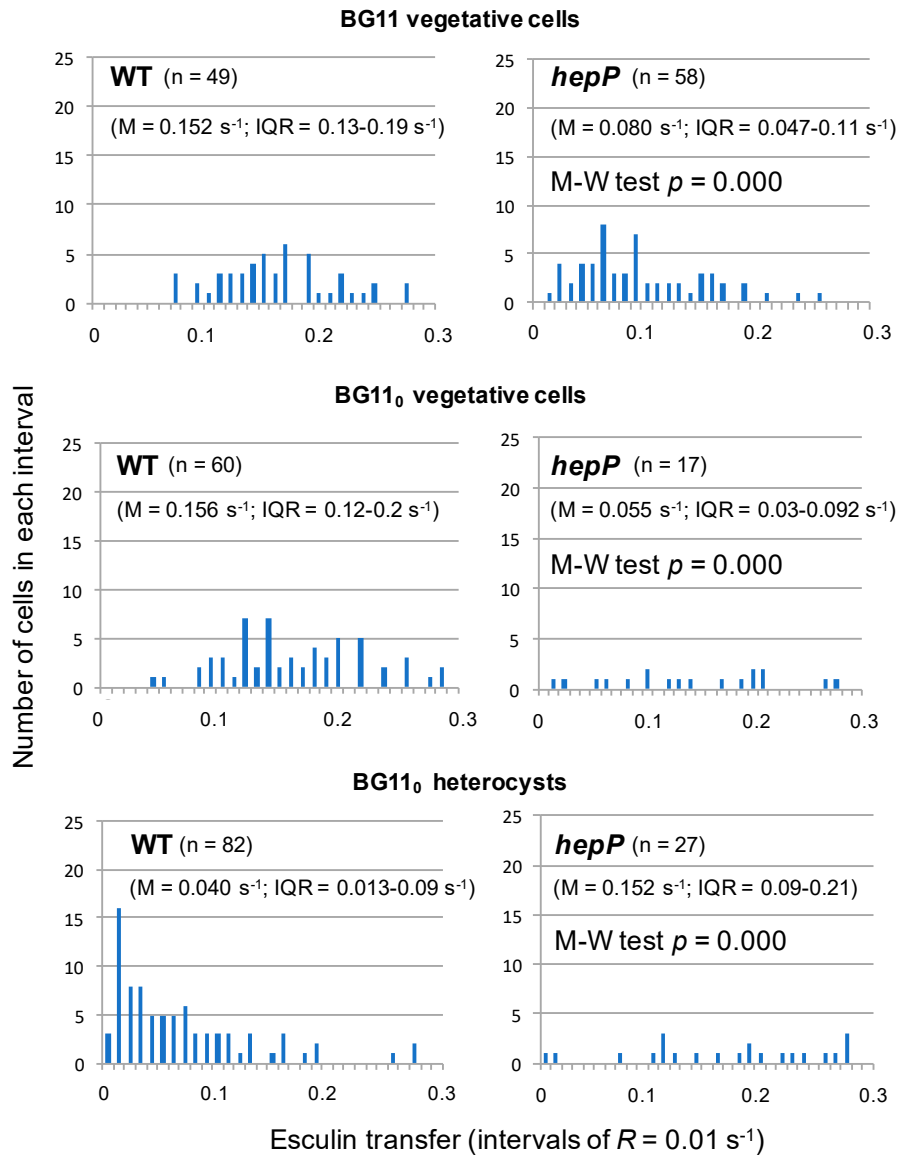 BG11 vegetative cells
WT (n = 49)
(M = 0.152 s⁻¹; IQR = 0.13-0.19 s⁻¹)
25
20
15
10
5
0
0 0.1 0.2 0.3
hepP (n = 58)
(M = 0.080 s⁻¹; IQR = 0.047-0.11 s⁻¹)
M-W test p = 0.000
25
20
15
10
5
0
0 0.1 0.2 0.3
Number of cells in each interval
BG11₀ vegetative cells
WT (n = 60)
(M = 0.156 s⁻¹; IQR = 0.12-0.2 s⁻¹)
25
20
15
10
5
0
0 0.1 0.2 0.3
hepP (n = 17)
(M = 0.055 s⁻¹; IQR = 0.03-0.092 s⁻¹)
M-W test p = 0.000
25
20
15
10
5
0
0 0.1 0.2 0.3
BG11₀ heterocysts
WT (n = 82)
(M = 0.040 s⁻¹; IQR = 0.013-0.09 s⁻¹)
25
20
15
10
5
0
0 0.1 0.2 0.3
hepP (n = 27)
(M = 0.152 s⁻¹; IQR = 0.09-0.21)
M-W test p = 0.000
25
20
15
10
5
0
0 0.1 0.2 0.3
Esculin transfer (intervals of R = 0.01 s⁻¹)